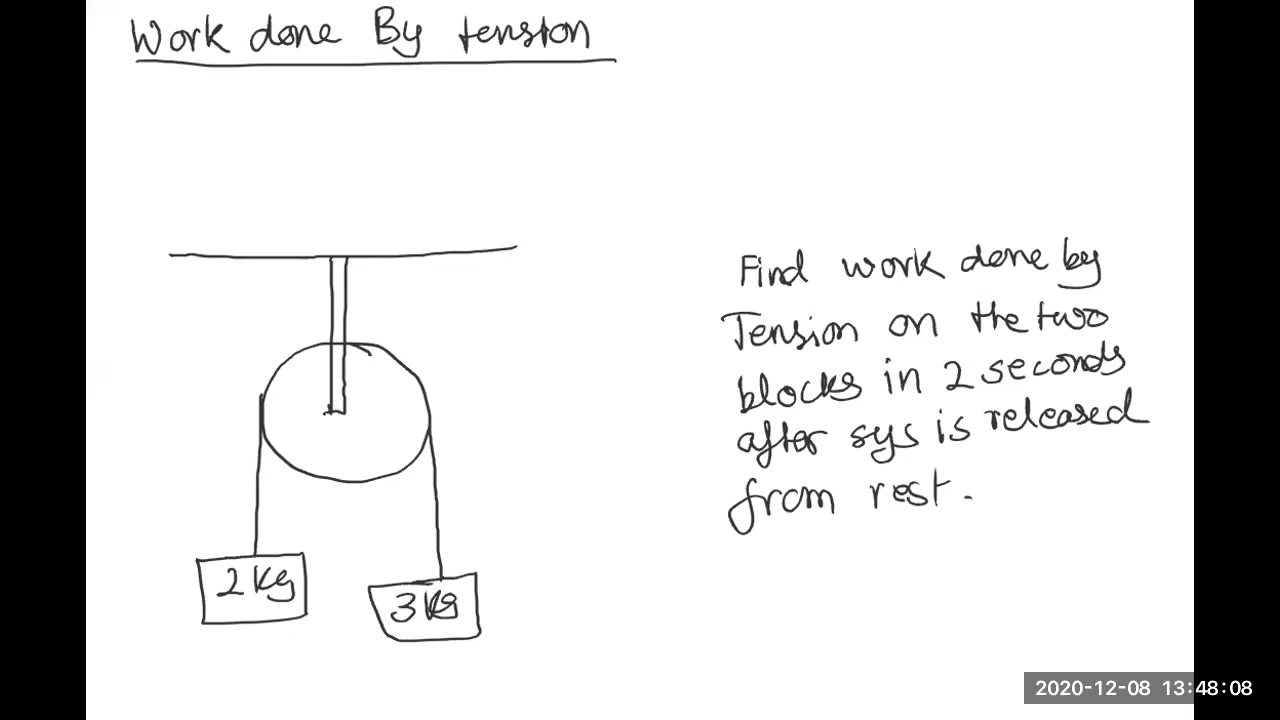 Work done By tension
Find work done by
Tension on the two
blocks in 2 seconds
after sys is released
from rest.
2 kg
3 kg
2020-12-08 13:48:08